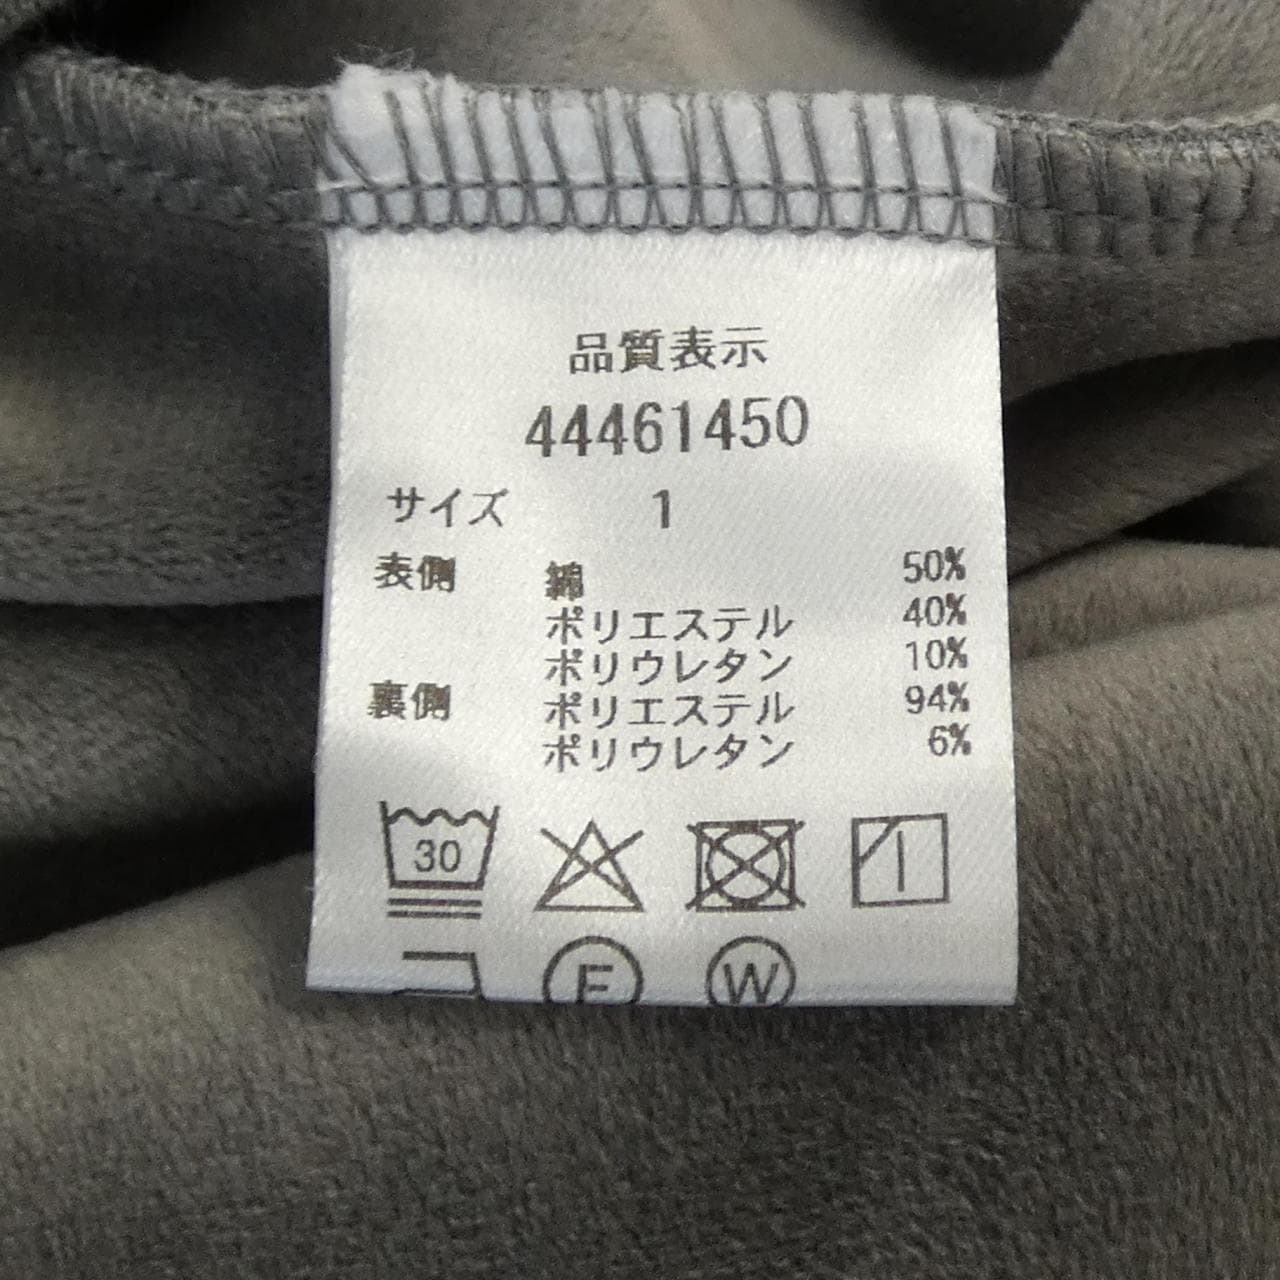 品質表示
44461450
サイズ 1
表側 綿 50%
ポリエステル 40%
ポリウレタン 10%
裏側 ポリエステル 94%
ポリウレタン 6%
30
F W